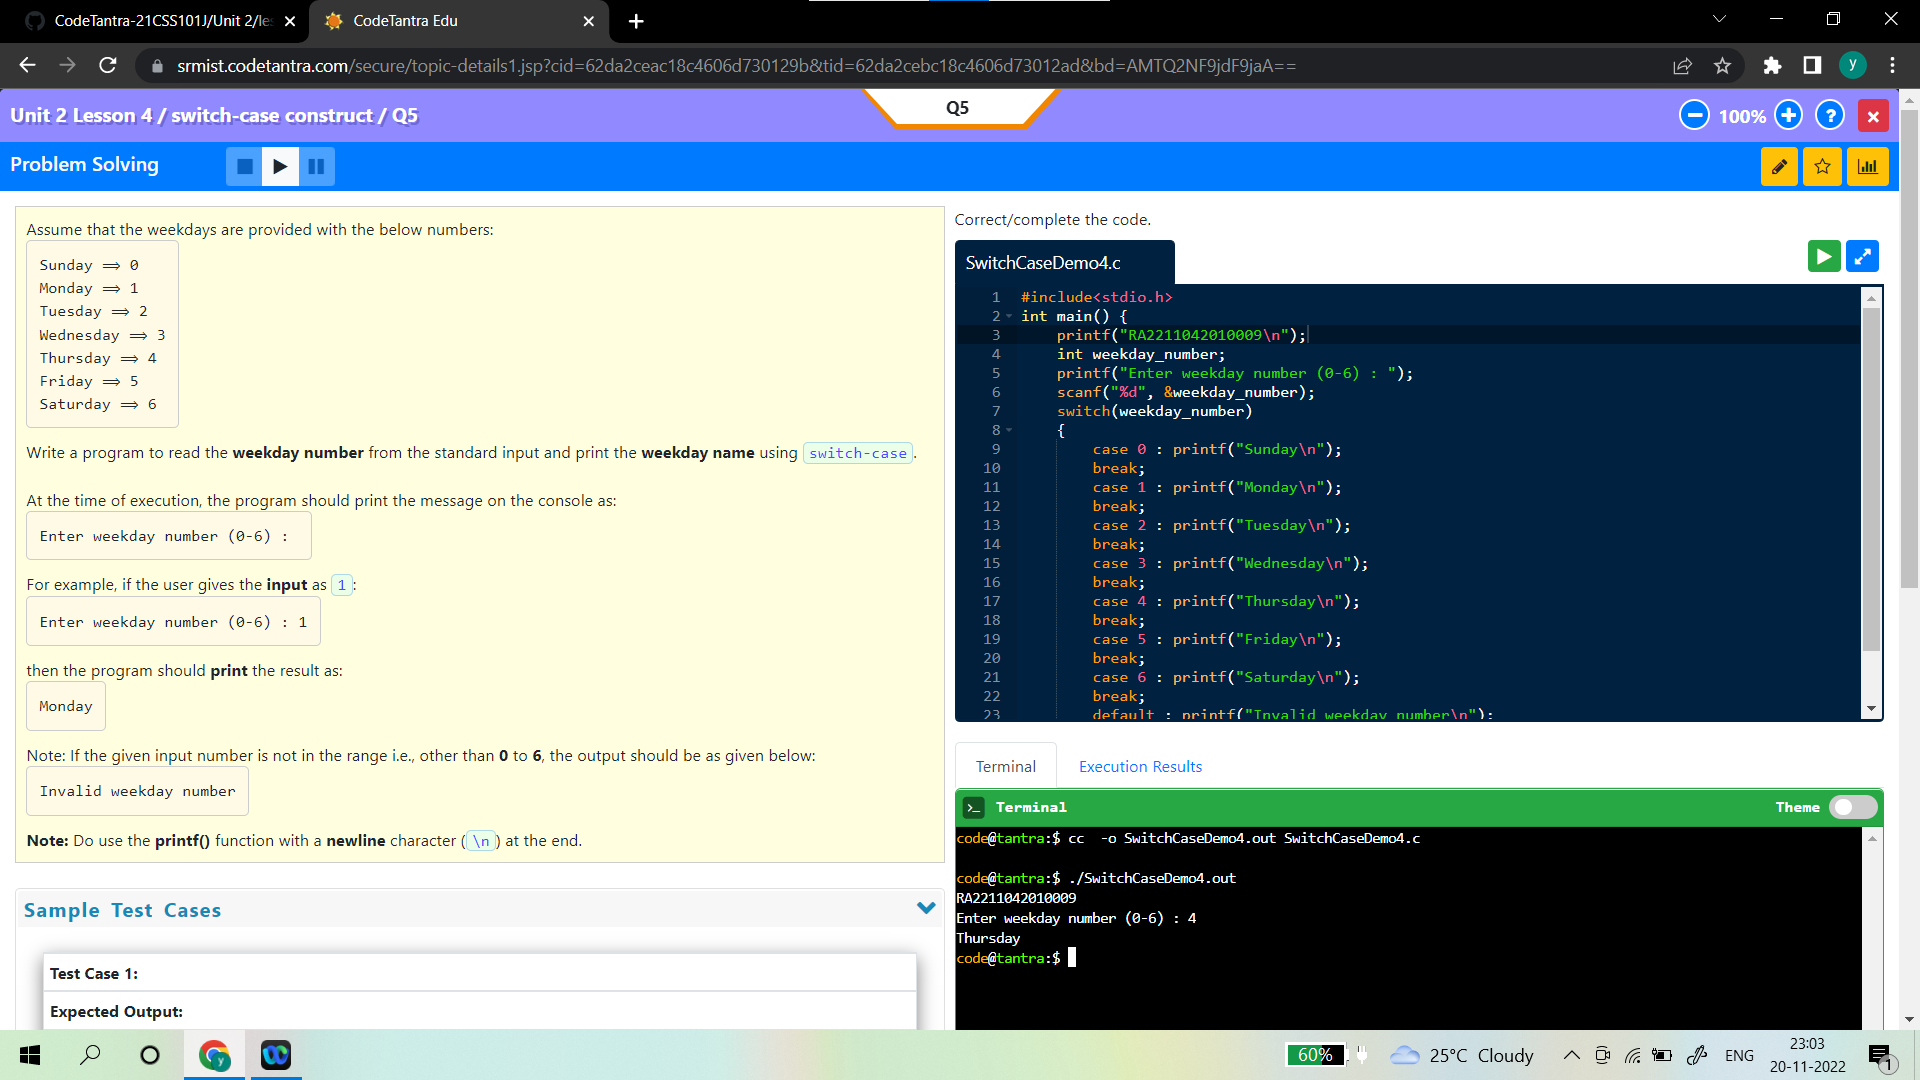 CodeTantra-21CSS101J/Unit 2/les
CodeTantra Edu
srmist.codetantra.com/secure/topic-details1.jsp?cid=62da2ceac18c4606d730129b&tid=62da2cebc18c4606d73012ad&bd=AMTQ2NF9jdF9jaA==
y
Unit 2 Lesson 4 / switch-case construct / Q5
Q5
100%
?
Problem Solving
Assume that the weekdays are provided with the below numbers:
Sunday ⟹ 0
Monday ⟹ 1
Tuesday ⟹ 2
Wednesday ⟹ 3
Thursday ⟹ 4
Friday ⟹ 5
Saturday ⟹ 6
Write a program to read the weekday number from the standard input and print the weekday name using switch-case.
At the time of execution, the program should print the message on the console as:
Enter weekday number (0-6) :
For example, if the user gives the input as 1:
Enter weekday number (0-6) : 1
then the program should print the result as:
Monday
Note: If the given input number is not in the range i.e., other than 0 to 6, the output should be as given below:
Invalid weekday number
Note: Do use the printf() function with a newline character (\n) at the end.
Sample Test Cases
Test Case 1:
Expected Output:
Correct/complete the code.
SwitchCaseDemo4.c
1 #include<stdio.h>
2 int main() {
3 printf("RA2211042010009\n");
4 int weekday_number;
5 printf("Enter weekday number (0-6) : ");
6 scanf("%d", &weekday_number);
7 switch(weekday_number)
8 {
9 case 0 : printf("Sunday\n");
10 break;
11 case 1 : printf("Monday\n");
12 break;
13 case 2 : printf("Tuesday\n");
14 break;
15 case 3 : printf("Wednesday\n");
16 break;
17 case 4 : printf("Thursday\n");
18 break;
19 case 5 : printf("Friday\n");
20 break;
21 case 6 : printf("Saturday\n");
22 break;
23 default : printf("Invalid weekday number\n");
Terminal
Execution Results
Terminal
Theme
code@tantra:$ cc -o SwitchCaseDemo4.out SwitchCaseDemo4.c
code@tantra:$ ./SwitchCaseDemo4.out
RA2211042010009
Enter weekday number (0-6) : 4
Thursday
code@tantra:$
60%
25°C Cloudy
ENG
23:03
20-11-2022
1